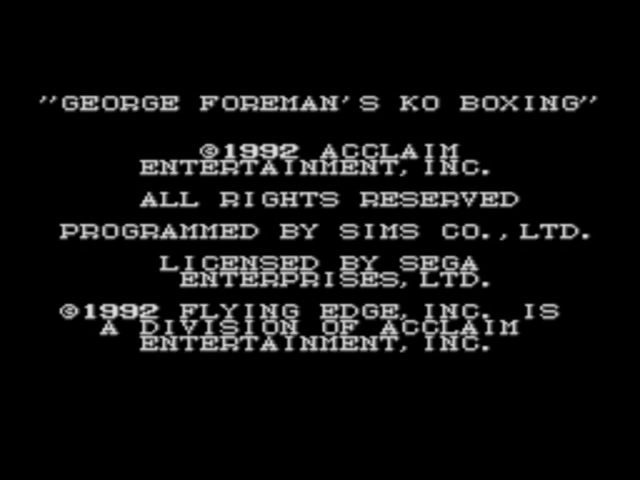 "GEORGE FOREMAN'S KO BOXING"
©1992 ACCLAIM
ENTERTAINMENT, INC.
ALL RIGHTS RESERVED
PROGRAMMED BY SIMS CO.,LTD.
LICENSED BY SEGA
ENTERPRISES,LTD.
©1992 FLYING EDGE, INC. IS
A DIVISION OF ACCLAIM
ENTERTAINMENT, INC.